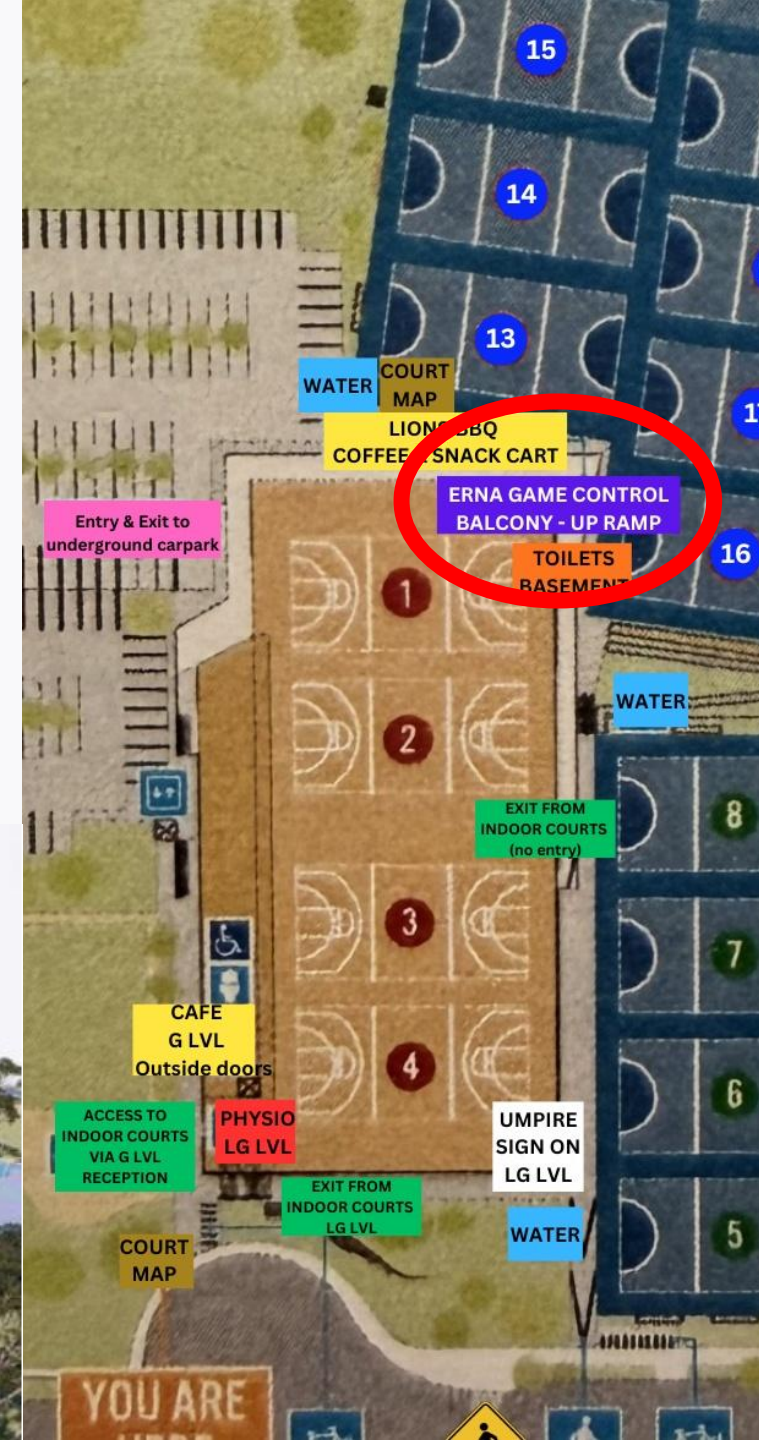 15
14
13
WATER
COURT
MAP
LIONS BBQ
COFFEE & SNACK CART
ERNA GAME CONTROL
BALCONY - UP RAMP
Entry & Exit to
underground carpark
TOILETS
BASEMENT
16
1
WATER
2
EXIT FROM
INDOOR COURTS
(no entry)
8
3
7
CAFE
G LVL
Outside doors
4
6
ACCESS TO
INDOOR COURTS
VIA G LVL
RECEPTION
PHYSIO
LG LVL
UMPIRE
SIGN ON
LG LVL
EXIT FROM
INDOOR COURTS
LG LVL
WATER
5
COURT
MAP
YOU ARE